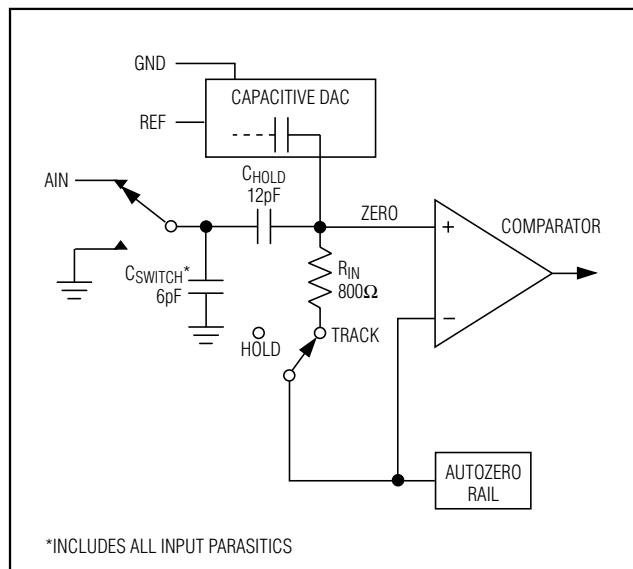 GND
CAPACITIVE DAC
REF
AIN
CHOLD
12pF
ZERO
COMPARATOR
+
RIN
800Ω
CSWITCH*
6pF
−
HOLD
TRACK
AUTOZERO
RAIL
*INCLUDES ALL INPUT PARASITICS